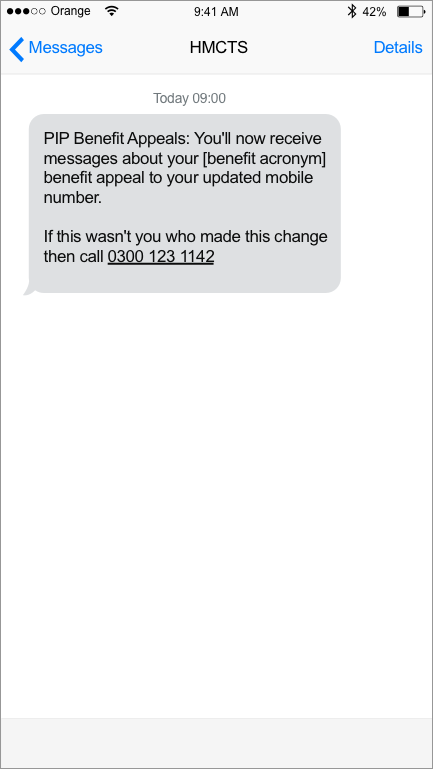 Orange 9:41 AM 42%
Messages HMCTS Details
Today 09:00
PIP Benefit Appeals: You'll now receive
messages about your [benefit acronym]
benefit appeal to your updated mobile
number.
If this wasn't you who made this change
then call 0300 123 1142